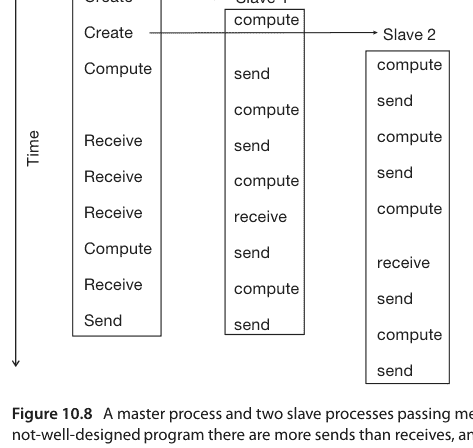 Create
Create
Compute
Receive
Receive
Receive
Compute
Receive
Send
Time
Slave 1
compute
send
compute
send
compute
receive
send
compute
send
Slave 2
compute
send
compute
send
compute
receive
send
compute
send
Figure 10.8 A master process and two slave processes passing me
not-well-designed program there are more sends than receives, an